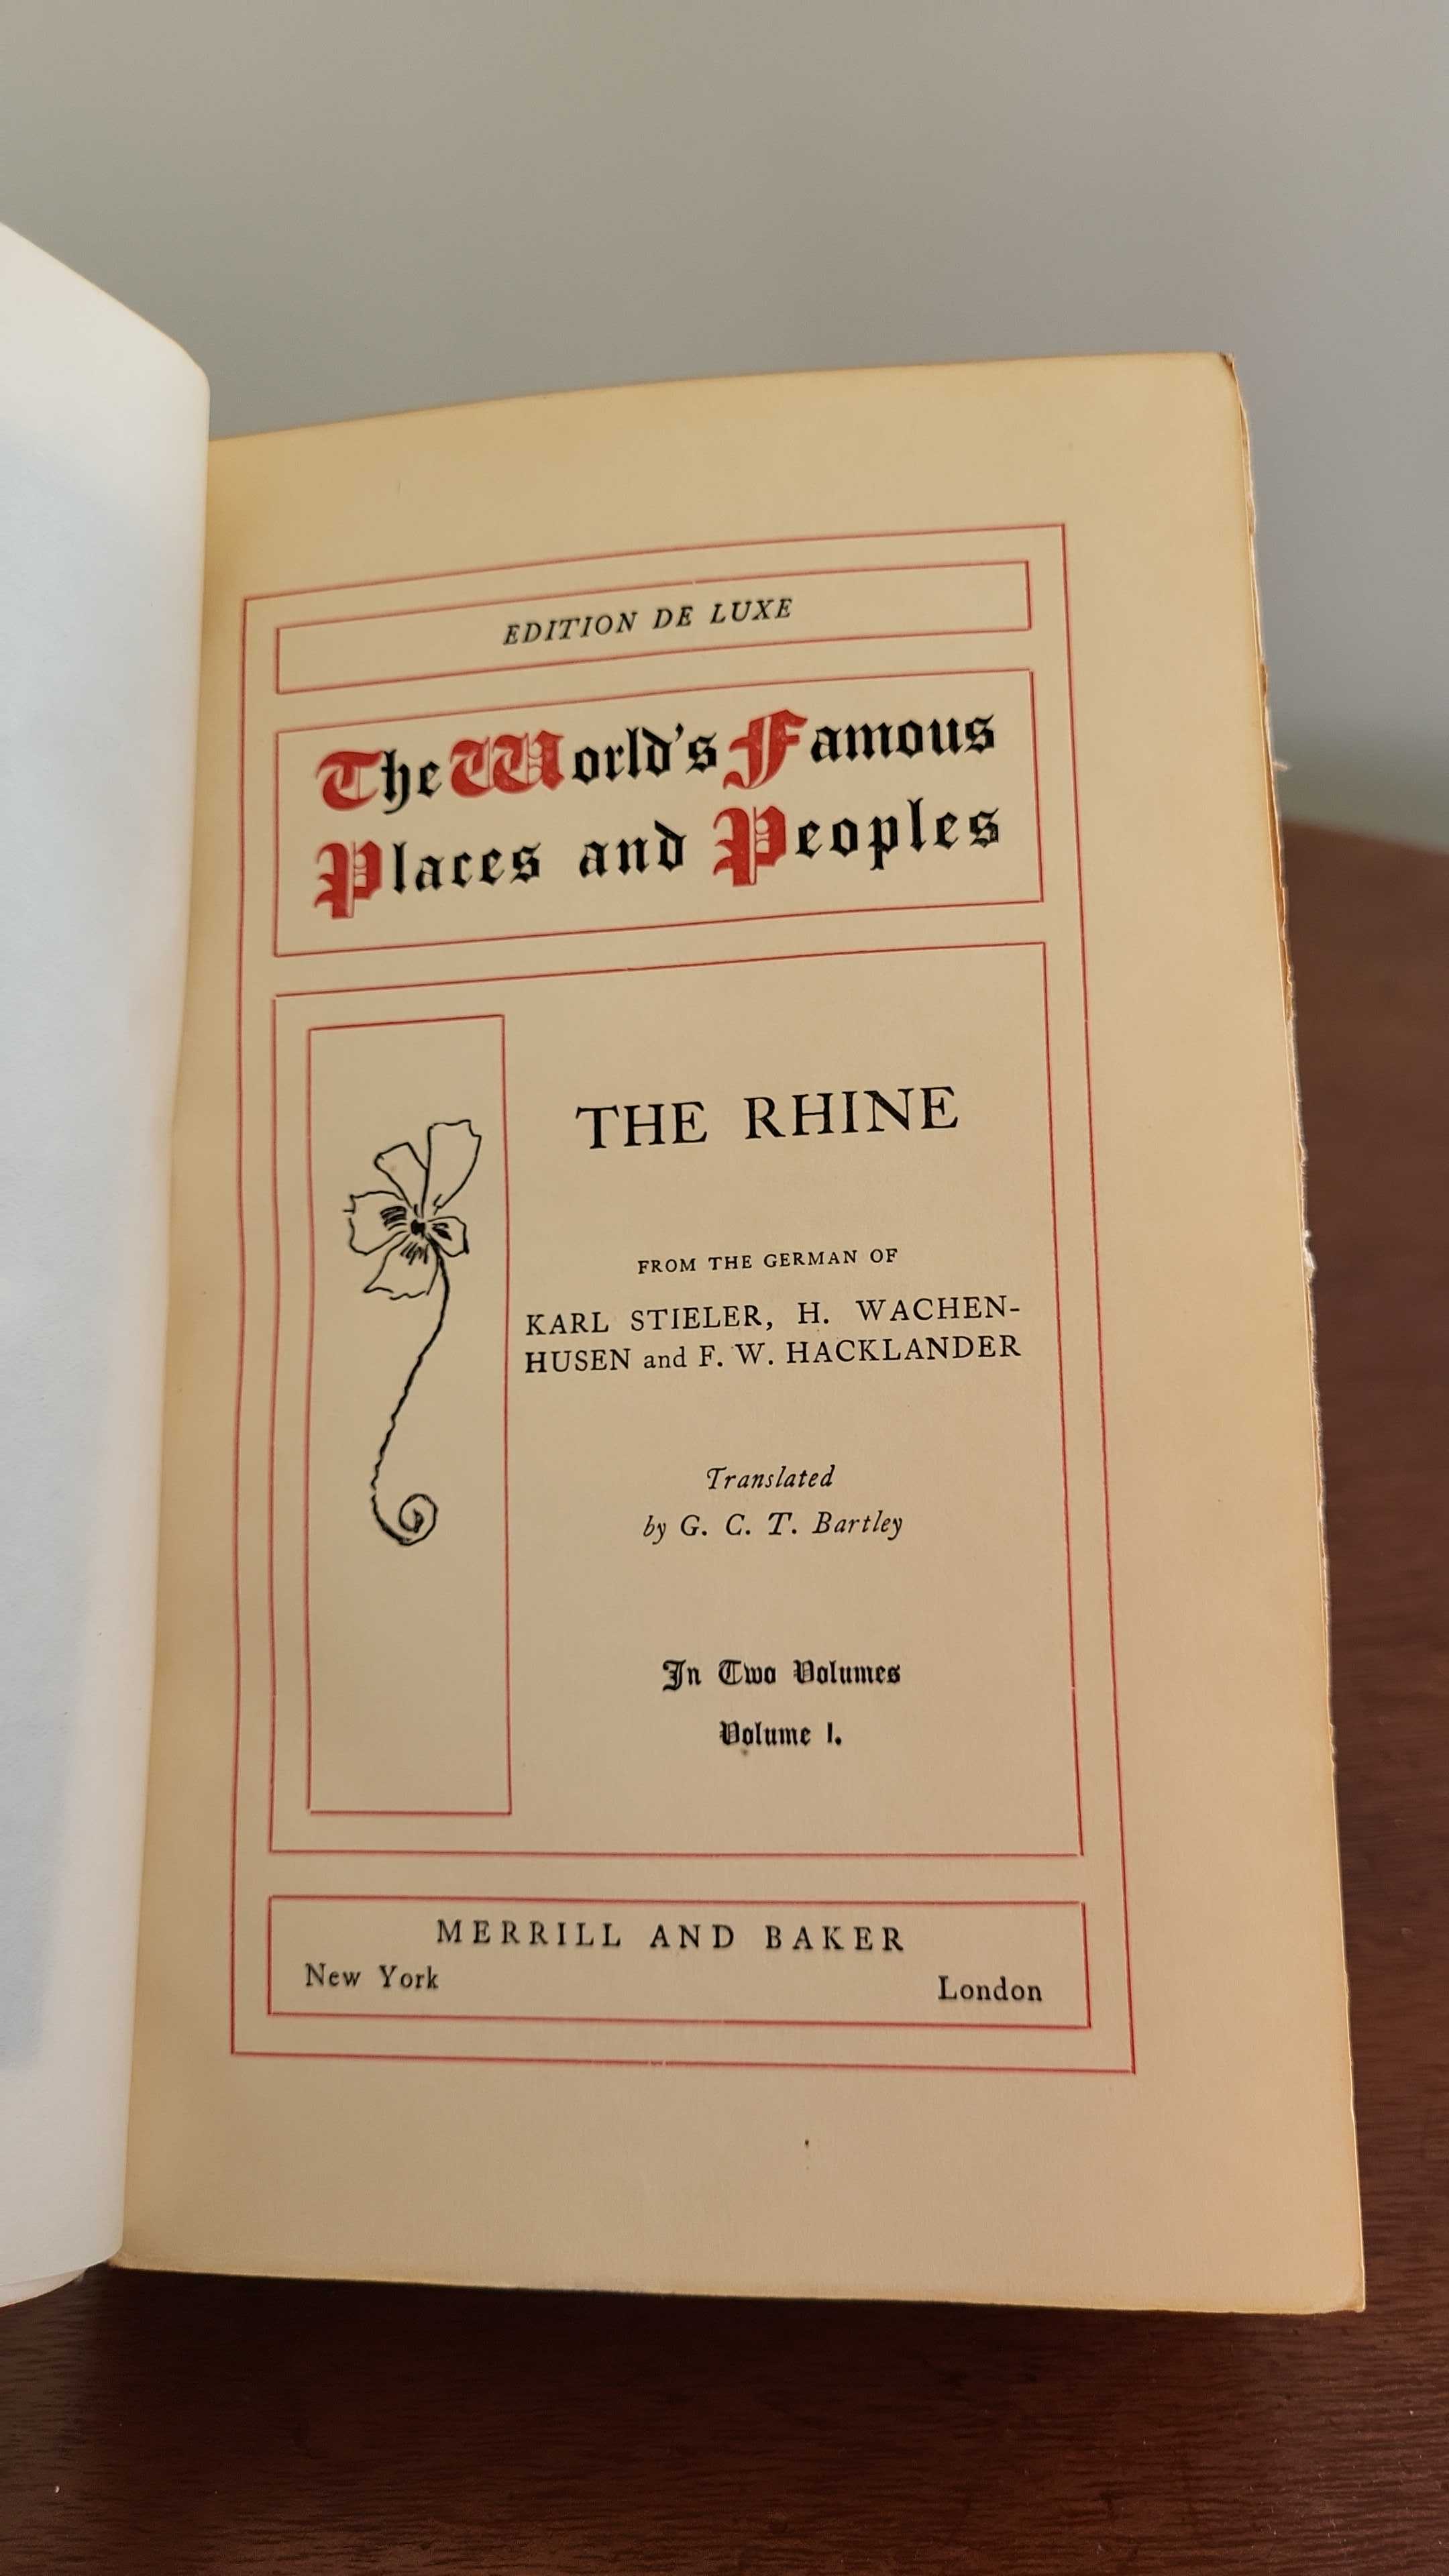 EDITION DE LUXE
The World's Famous
Places and Peoples
THE RHINE
FROM THE GERMAN OF
KARL STIELER, H. WACHEN-
HUSEN and F. W. HACKLANDER
Translated
by G. C. T. Bartley
In Two Volumes
Volume I.
MERRILL AND BAKER
New York London